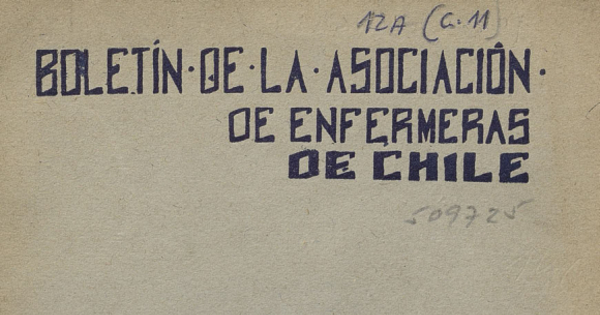 12A (G.11)
BOLETÍN·DE·LA·ASOCIACIÓN·
DE ENFERMERAS
DE CHILE
509725